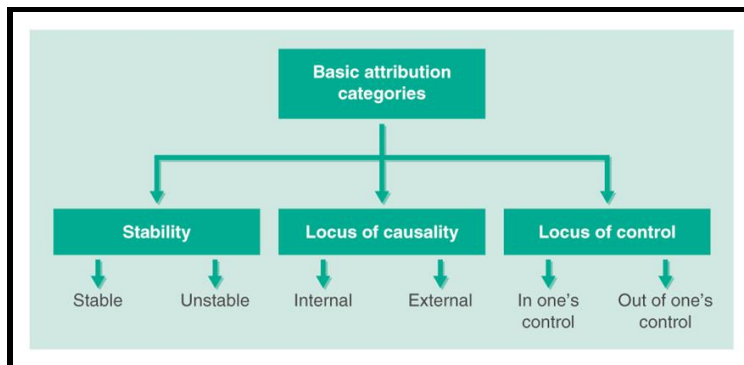 Basic attribution
categories
Stability
Locus of causality
Locus of control
Stable
Unstable
Internal
External
In one's
control
Out of one's
control